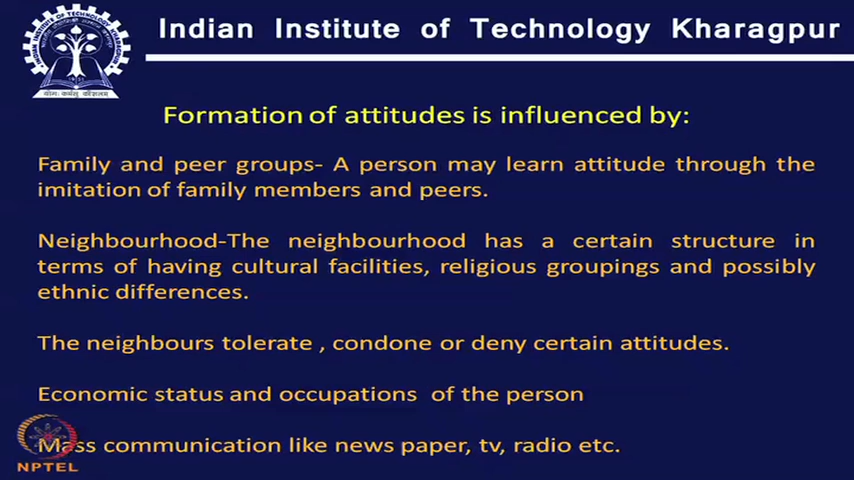 Indian Institute of Technology Kharagpur
Formation of attitudes is influenced by:
Family and peer groups- A person may learn attitude through the
imitation of family members and peers.
Neighbourhood-The neighbourhood has a certain structure in
terms of having cultural facilities, religious groupings and possibly
ethnic differences.
The neighbours tolerate , condone or deny certain attitudes.
Economic status and occupations of the person
Mass communication like news paper, tv, radio etc.
NPTEL